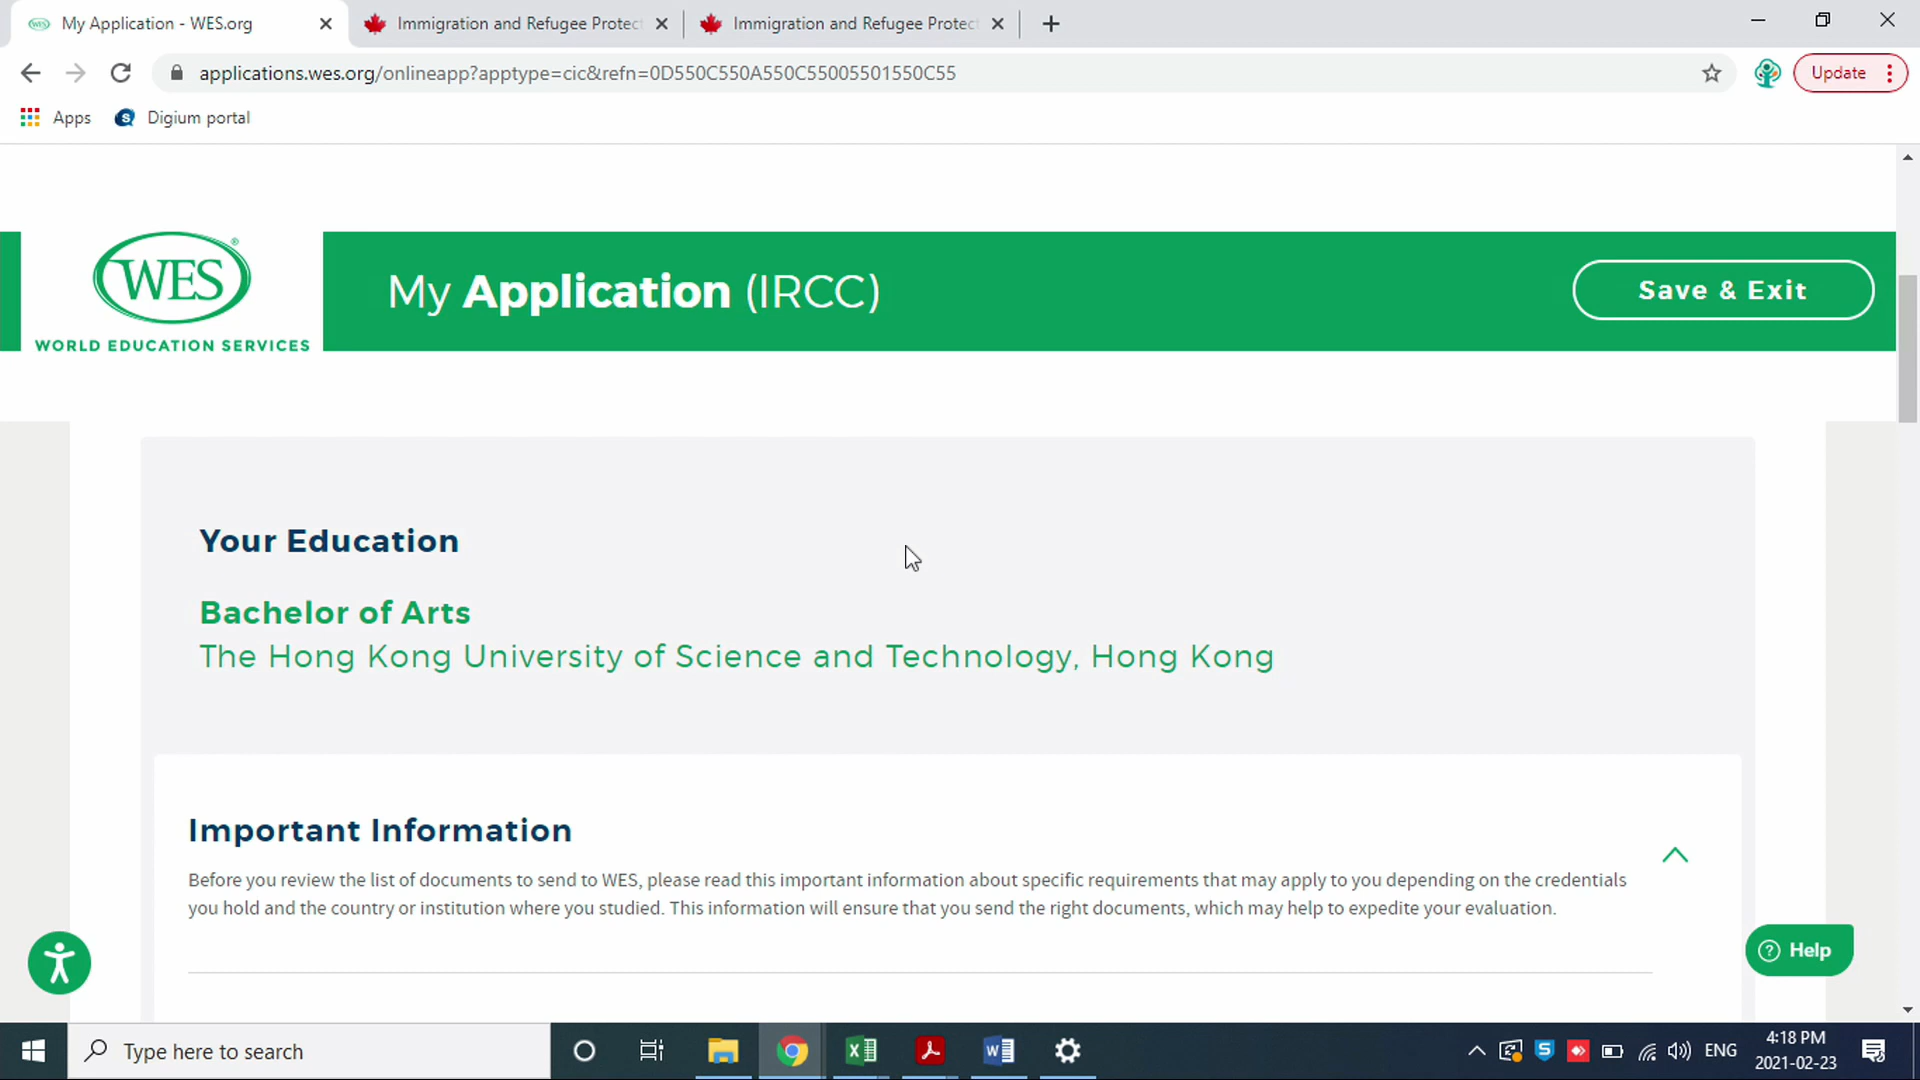 My Application - WES.org
Immigration and Refugee Protec
Immigration and Refugee Protec
applications.wes.org/onlineapp?apptype=cic&refn=0D550C550A550C55005501550C55
Update
Apps
Digium portal
WES
WORLD EDUCATION SERVICES
My Application (IRCC)
Save & Exit
Your Education
Bachelor of Arts
The Hong Kong University of Science and Technology, Hong Kong
Important Information
Before you review the list of documents to send to WES, please read this important information about specific requirements that may apply to you depending on the credentials
you hold and the country or institution where you studied. This information will ensure that you send the right documents, which may help to expedite your evaluation.
Help
Type here to search
ENG
4:18 PM
2021-02-23